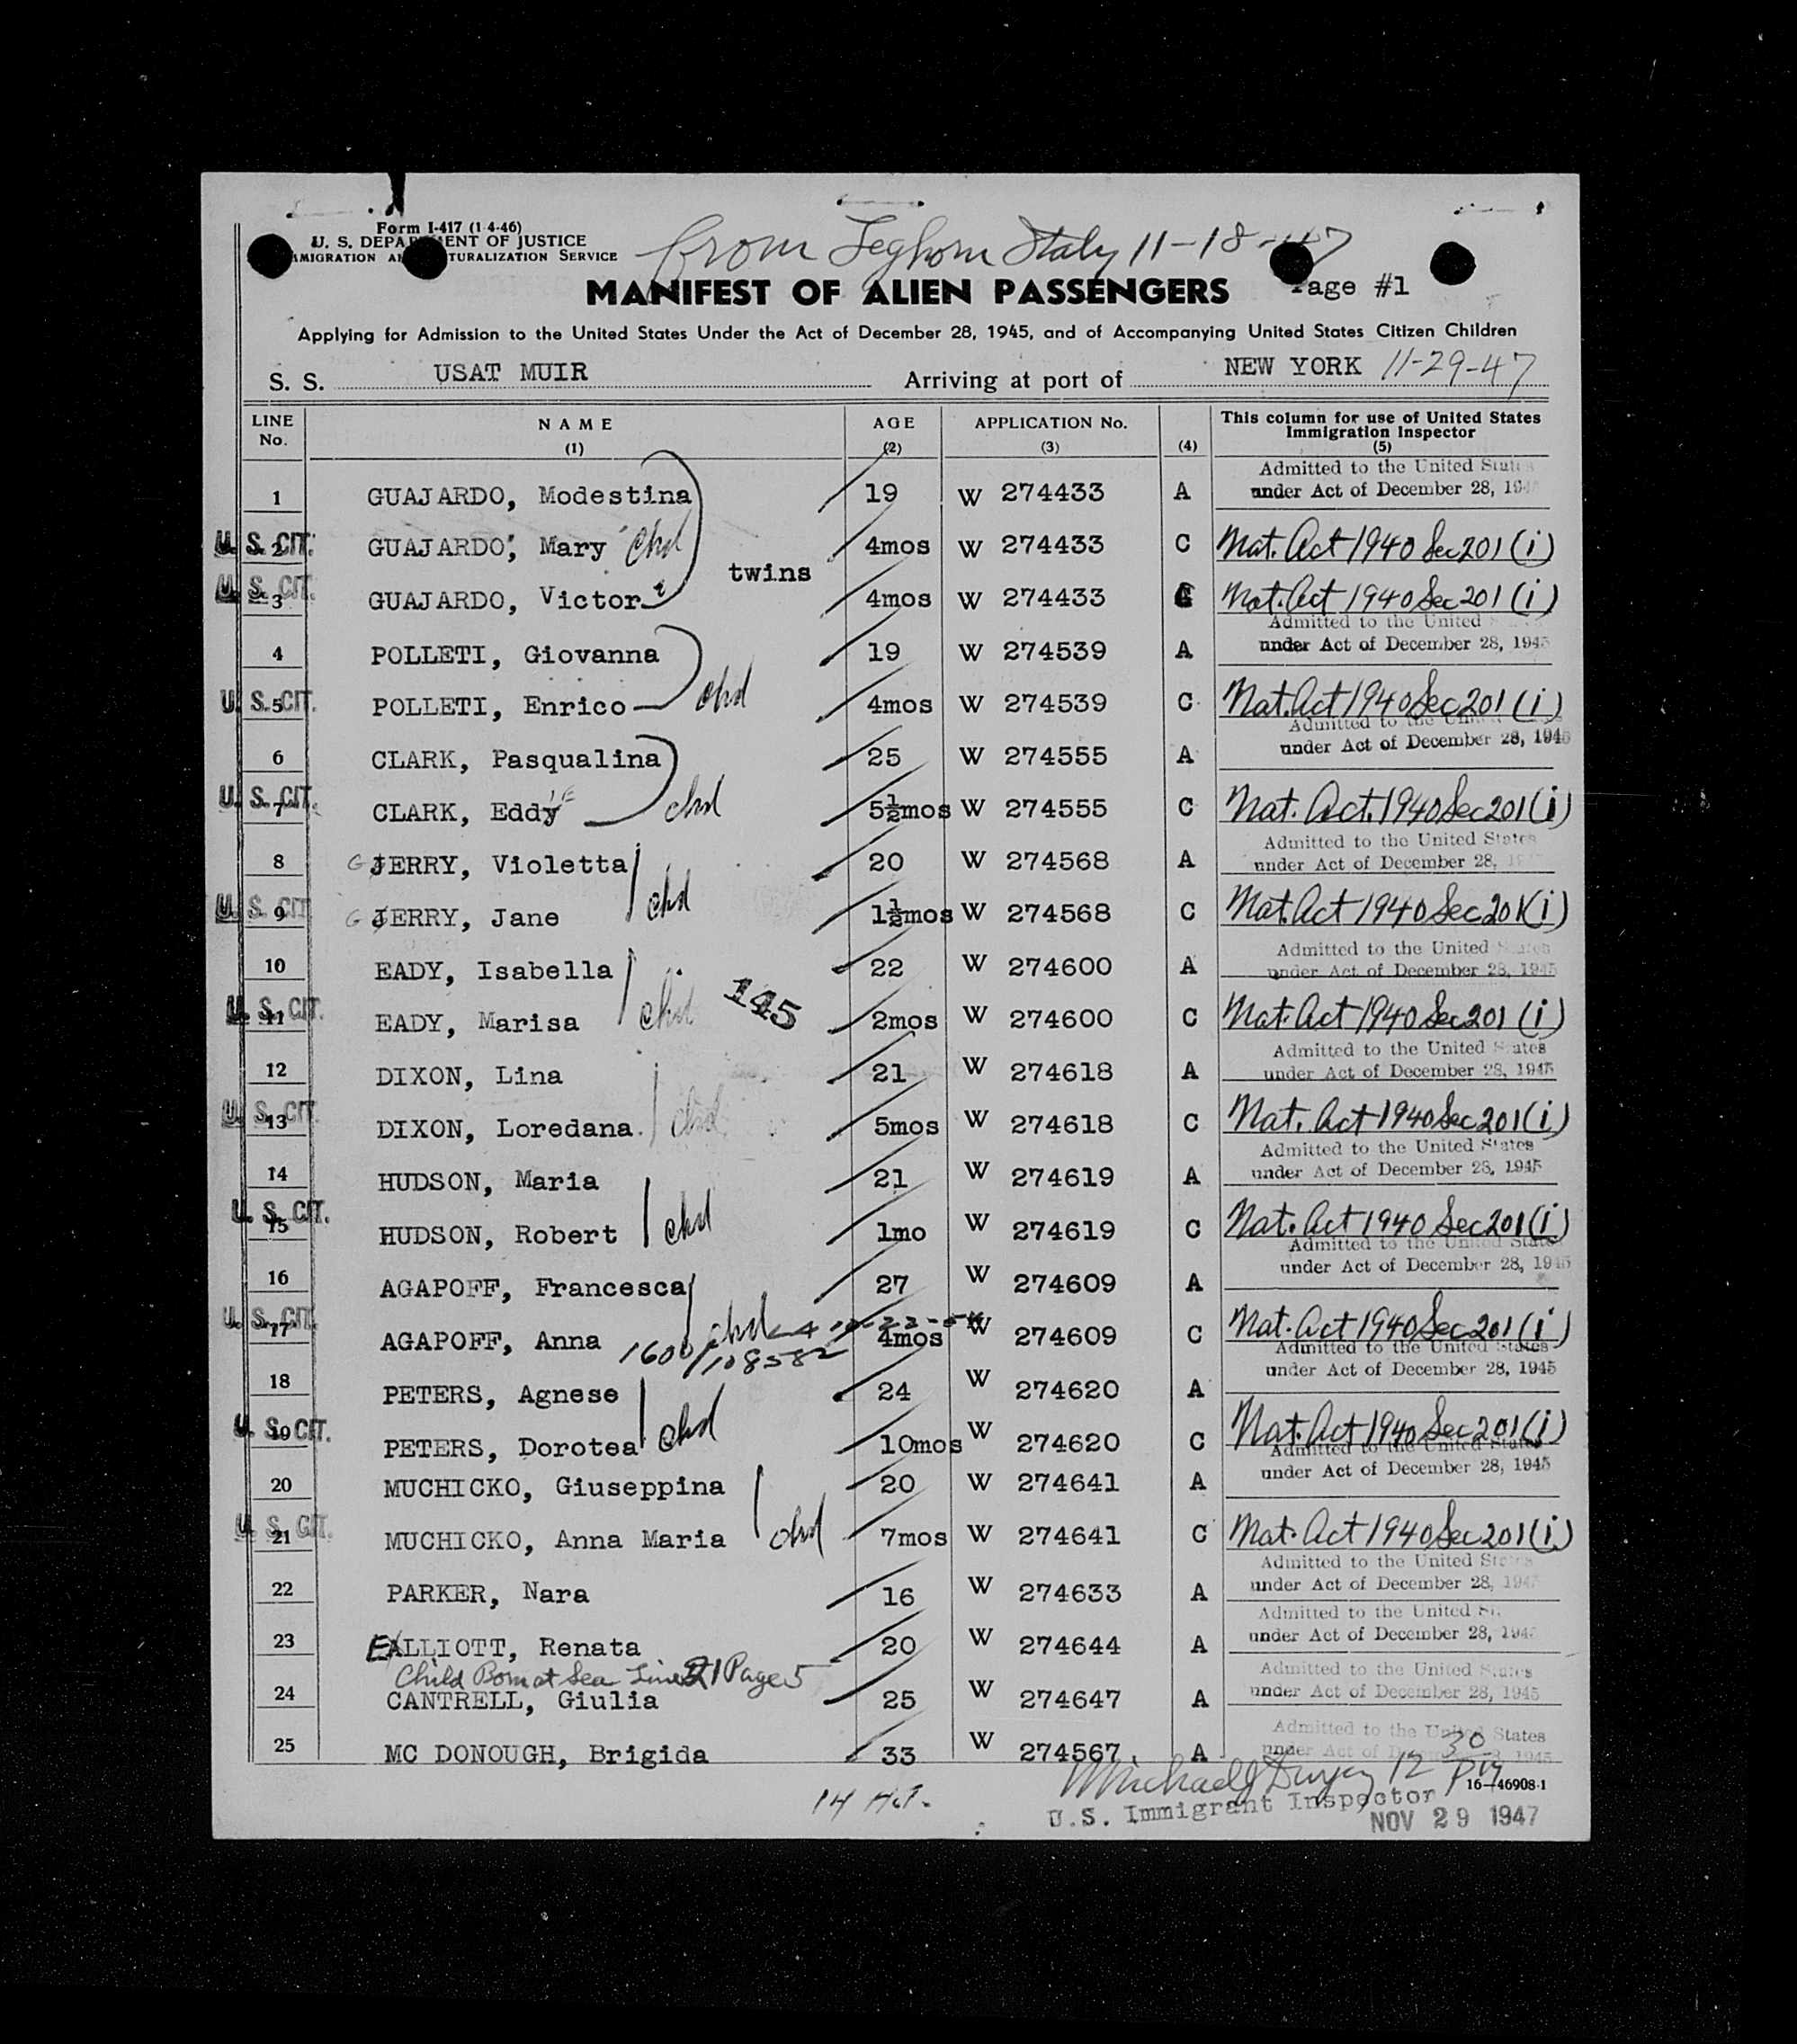 Form I-417 (1-4-46)
U. S. DEPARTMENT OF JUSTICE
IMMIGRATION AND NATURALIZATION SERVICE
from Leghorn Italy 11-18-47
MANIFEST OF ALIEN PASSENGERS Page #1
Applying for Admission to the United States Under the Act of December 28, 1945, and of Accompanying United States Citizen Children
S. S. USAT MUIR Arriving at port of NEW YORK 11-29-47
LINE No. NAME (1) AGE (2) APPLICATION No. (3) (4) This column for use of United States Immigration Inspector (5)
1 GUAJARDO, Modestina 19 W 274433 A Admitted to the United States under Act of December 28, 194
U. S. CIT. 2 GUAJARDO, Mary chd 4mos W 274433 C Nat. Act 1940 Sec 201 (i)
twins
U. S. CIT. 3 GUAJARDO, Victor 4mos W 274433 C Nat. Act 1940 Sec 201 (i)
4 POLLETI, Giovanna 19 W 274539 A Admitted to the United under Act of December 28, 1945
U. S. CIT. 5 POLLETI, Enrico chd 4mos W 274539 C Nat. Act 1940 Sec 201 (i)
6 CLARK, Pasqualina 25 W 274555 A Admitted to the United States under Act of December 28, 1945
U. S. CIT. 7 CLARK, Eddy ie chd 5½mos W 274555 C Nat. Act. 1940 Sec 201 (i)
8 G JERRY, Violetta 20 W 274568 A Admitted to the United States under Act of December 28, 194
U. S. CIT 9 G JERRY, Jane chd 1½mos W 274568 C Nat. Act 1940 Sec 201 (i)
10 EADY, Isabella 22 W 274600 A Admitted to the United States under Act of December 28, 1945
145
U. S. CIT. 11 EADY, Marisa chd 2mos W 274600 C Nat. Act 1940 Sec 201 (i)
12 DIXON, Lina 21 W 274618 A Admitted to the United States under Act of December 28, 1945
U. S. CIT. 13 DIXON, Loredana chd 5mos W 274618 C Nat. Act 1940 Sec 201 (i)
14 HUDSON, Maria 21 W 274619 A Admitted to the United States under Act of December 28, 1945
U. S. CIT. 15 HUDSON, Robert chd 1mo W 274619 C Nat. Act 1940 Sec 201 (i)
16 AGAPOFF, Francesca 27 W 274609 A Admitted to the United States under Act of December 28, 1945
U. S. CIT. 17 AGAPOFF, Anna chd 4mos W 274609 C Nat. Act 1940 Sec 201 (i)
1600/108582
18 PETERS, Agnese 24 W 274620 A Admitted to the United States under Act of December 28, 1945
U. S. CIT. 19 PETERS, Dorotea chd 10mos W 274620 C Nat. Act 1940 Sec 201 (i)
20 MUCHICKO, Giuseppina 20 W 274641 A Admitted to the United States under Act of December 28, 1945
U. S. CIT. 21 MUCHICKO, Anna Maria chd 7mos W 274641 C Nat. Act 1940 Sec 201 (i)
22 PARKER, Nara 16 W 274633 A Admitted to the United States under Act of December 28, 194
23 EALLIOTT, Renata 20 W 274644 A Admitted to the United St. under Act of December 28, 194
Child Born at Sea Line 21 Page 5
24 CANTRELL, Giulia 25 W 274647 A Admitted to the United States under Act of December 28, 1945
25 MC DONOUGH, Brigida 33 W 274567 A Admitted to the United States under Act of December 28, 1945
14 12 30 PM 16—46908-1
U.S. Immigrant Inspector
NOV 29 1947